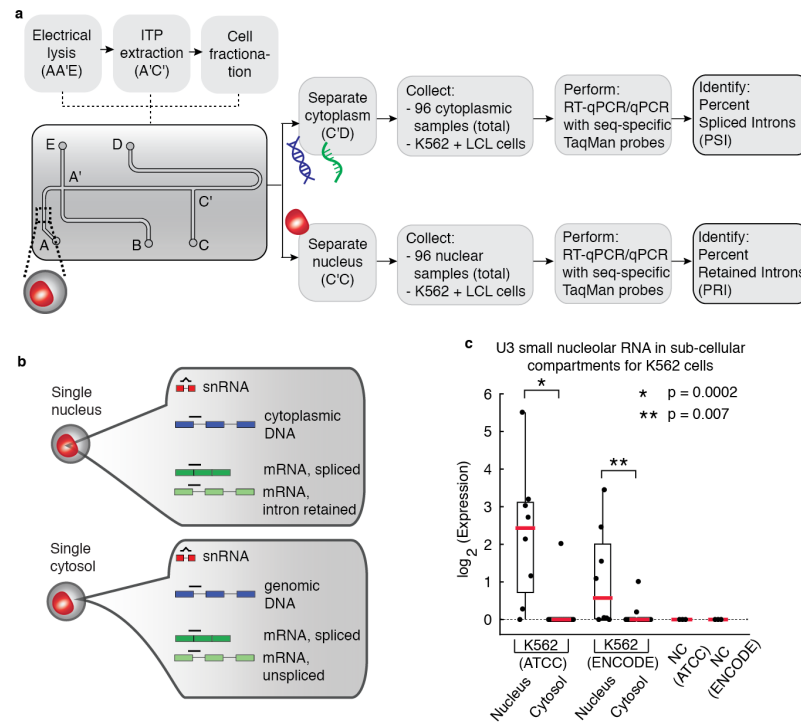 a
Electrical
lysis
(AA'E)
ITP
extraction
(A'C')
Cell
fractiona-
tion
E
D
A'
C'
A
B
C
Separate
cytoplasm
(C'D)
Collect:
- 96 cytoplasmic
samples (total)
- K562 + LCL cells
Perform:
RT-qPCR/qPCR
with seq-specific
TaqMan probes
Identify:
Percent
Spliced Introns
(PSI)
Separate
nucleus
(C'C)
Collect:
- 96 nuclear
samples (total)
- K562 + LCL cells
Perform:
RT-qPCR/qPCR
with seq-specific
TaqMan probes
Identify:
Percent
Retained Introns
(PRI)
b
Single
nucleus
snRNA
cytoplasmic
DNA
mRNA, spliced
mRNA,
intron retained
Single
cytosol
snRNA
genomic
DNA
mRNA, spliced
mRNA,
unspliced
c
U3 small nucleolar RNA in sub-cellular
compartments for K562 cells
* p = 0.0002
** p = 0.007
*
**
log2 (Expression)
6
5
4
3
2
1
0
K562
(ATCC)
K562
(ENCODE)
NC
(ATCC)
NC
(ENCODE)
Nucleus
Cytosol
Nucleus
Cytosol